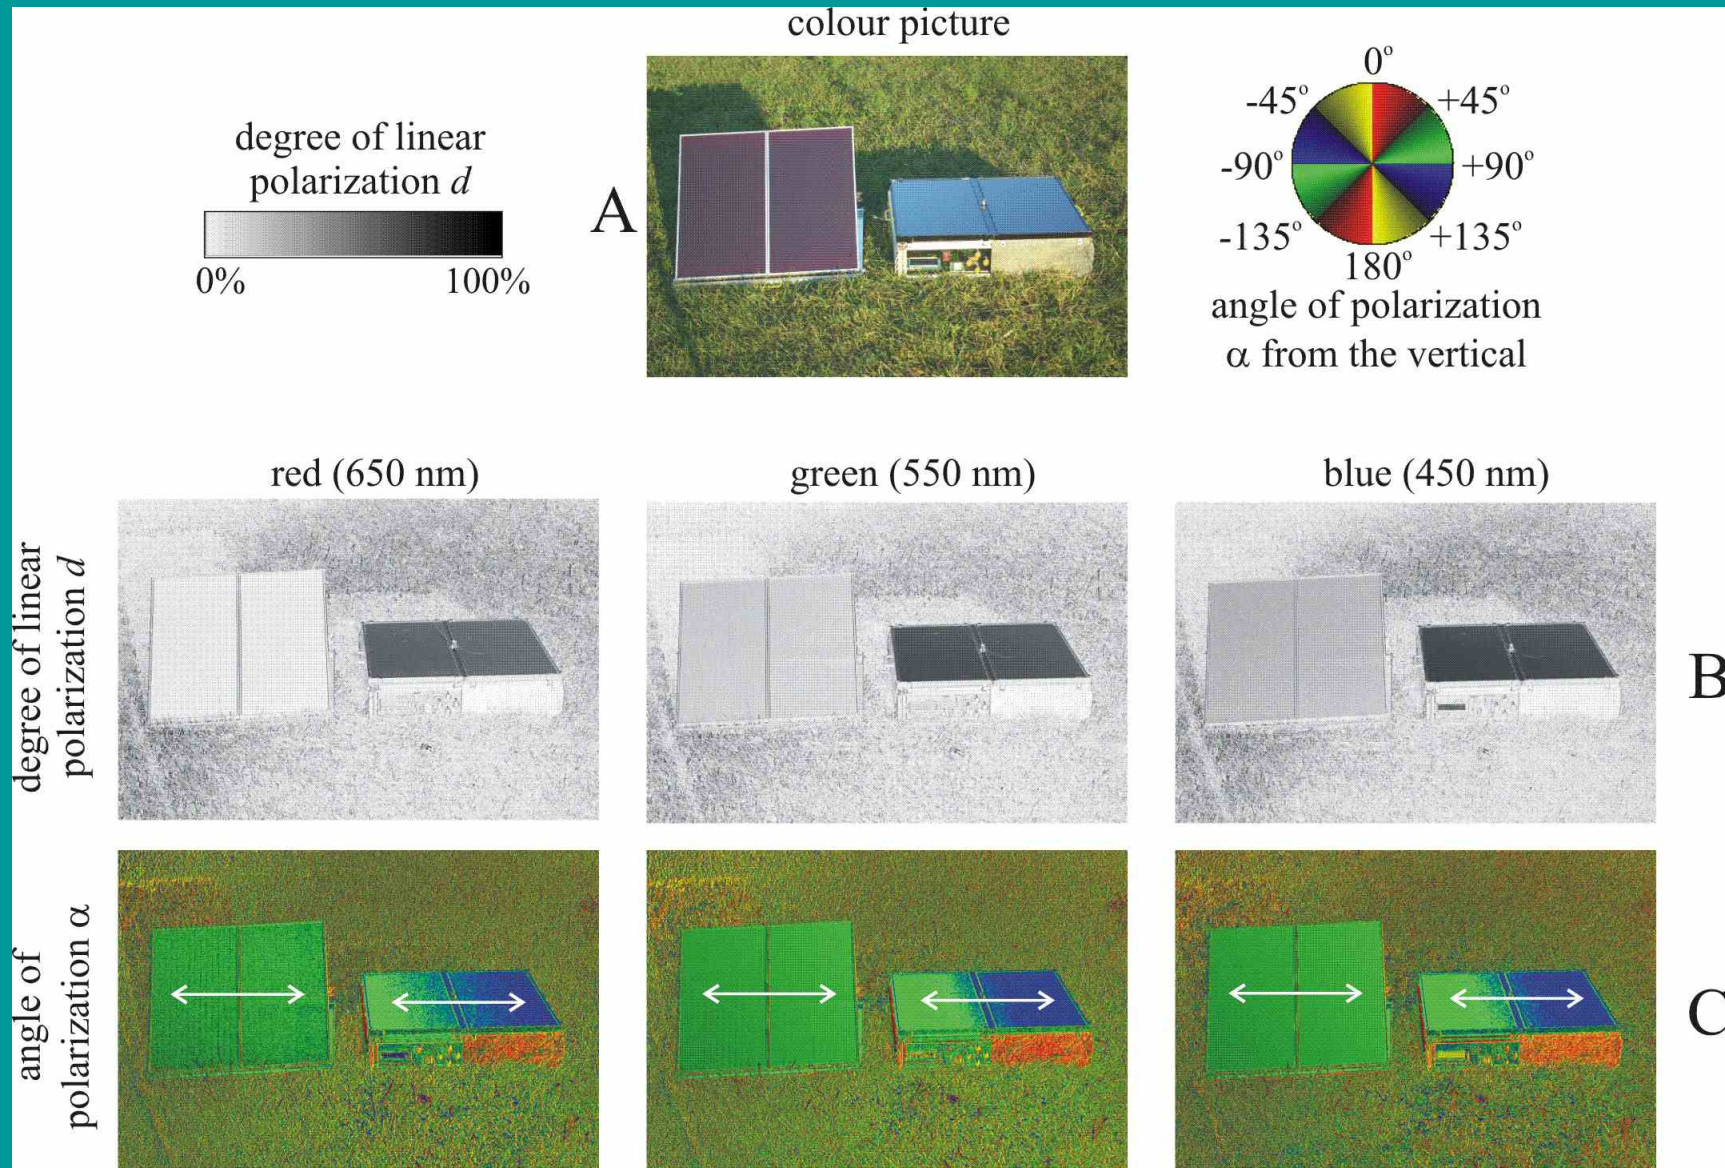 colour picture
degree of linear
polarization d
0%
100%
A
0°
-45°
+45°
-90°
+90°
-135°
+135°
180°
angle of polarization
α from the vertical
red (650 nm)
green (550 nm)
blue (450 nm)
degree of linear
polarization d
B
angle of
polarization α
C